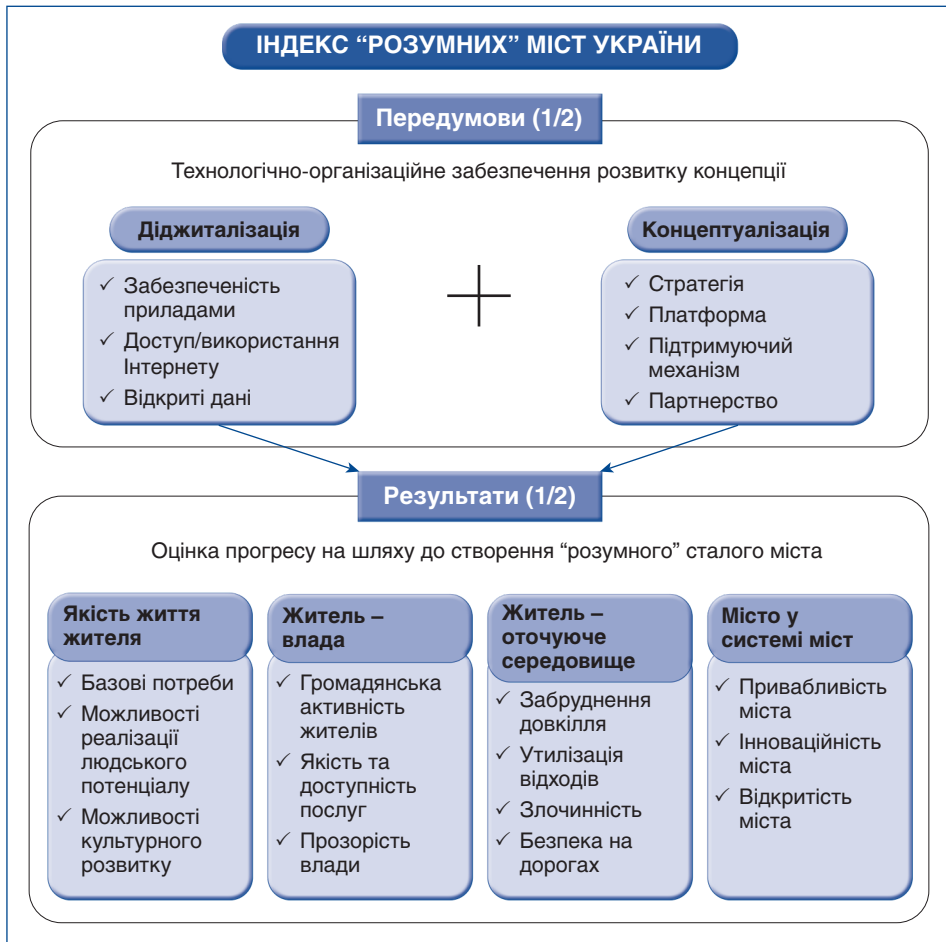 ІНДЕКС “РОЗУМНИХ” МІСТ УКРАЇНИ
Передумови (1/2)
Технологічно-організаційне забезпечення розвитку концепції
Діджиталізація
✓ Забезпеченість
приладами
✓ Доступ/використання
Інтернету
✓ Відкриті дані
Концептуалізація
✓ Стратегія
✓ Платформа
✓ Підтримуючий
механізм
✓ Партнерство
Результати (1/2)
Оцінка прогресу на шляху до створення “розумного” сталого міста
Якість життя
жителя
✓ Базові потреби
✓ Можливості
реалізації
людського
потенціалу
✓ Можливості
культурного
розвитку
Житель –
влада
✓ Громадянська
активність
жителів
✓ Якість та
доступність
послуг
✓ Прозорість
влади
Житель –
оточуюче
середовище
✓ Забруднення
довкілля
✓ Утилізація
відходів
✓ Злочинність
✓ Безпека на
дорогах
Місто у
системі міст
✓ Привабливість
міста
✓ Інноваційність
міста
✓ Відкритість
міста